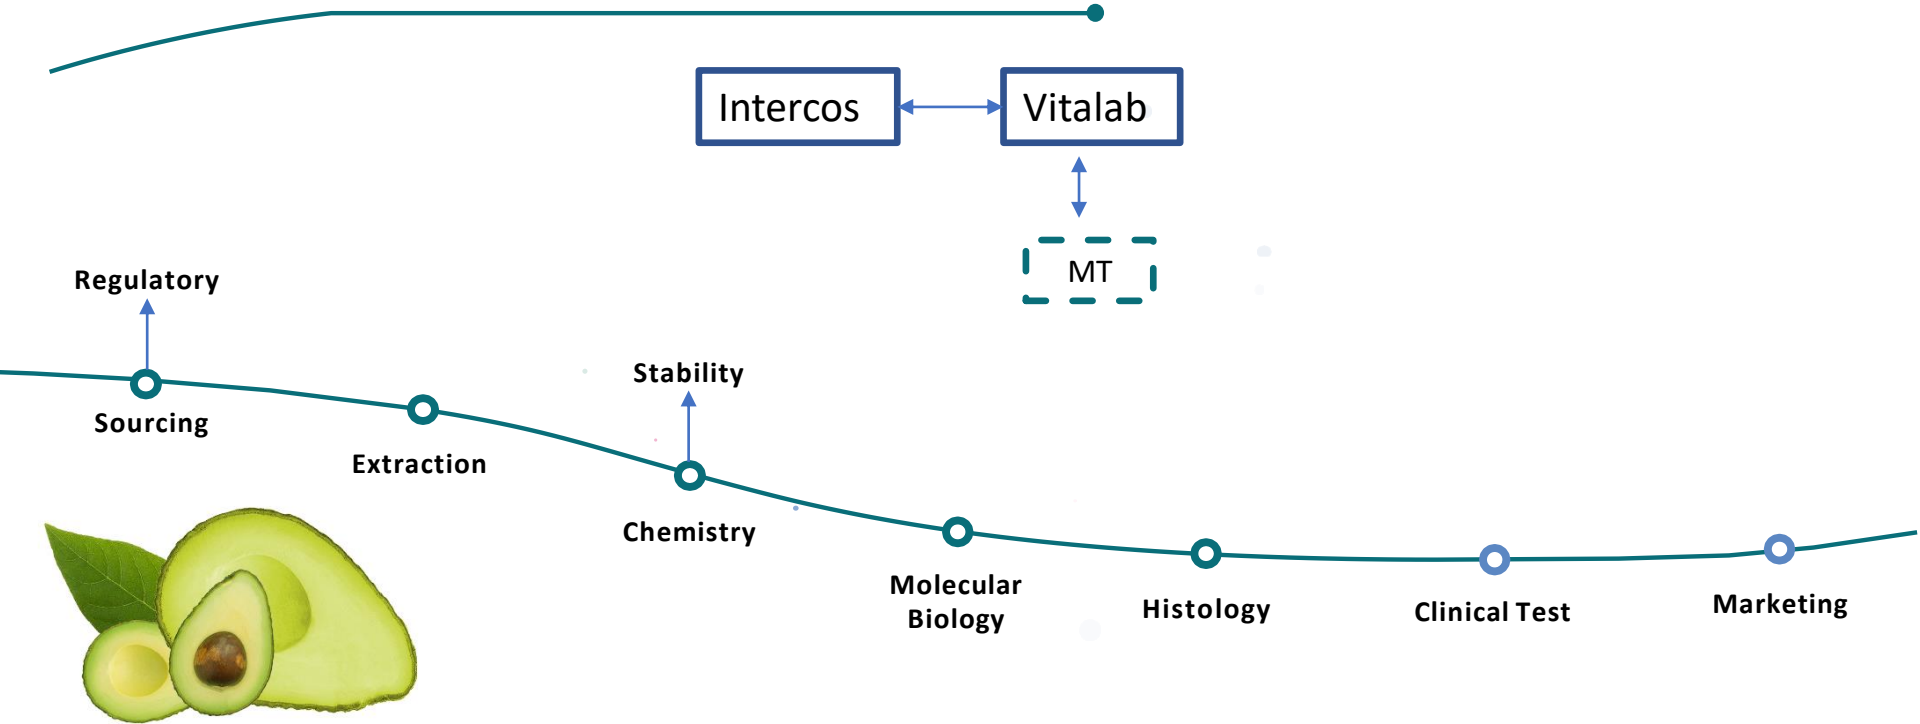 Intercos
Vitalab
MT
Regulatory
Stability
Sourcing
Extraction
Chemistry
Molecular
Biology
Histology
Clinical Test
Marketing